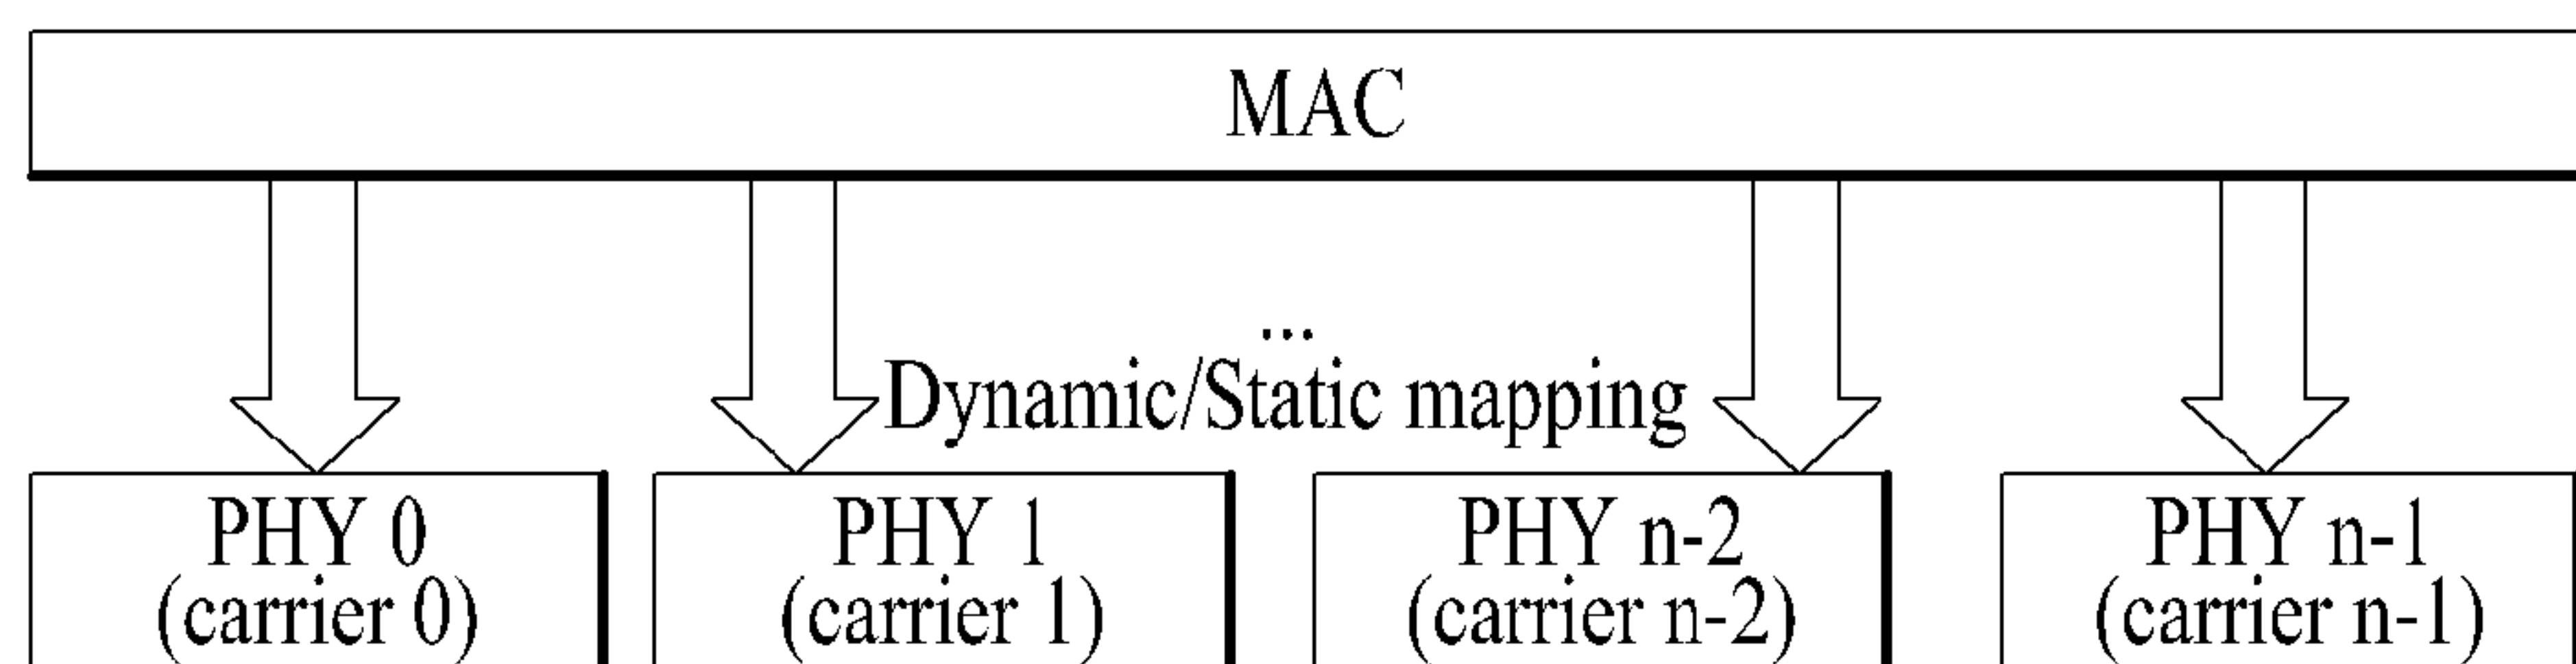 MAC
...
Dynamic/Static mapping
PHY 0
(carrier 0)
PHY 1
(carrier 1)
PHY n-2
(carrier n-2)
PHY n-1
(carrier n-1)